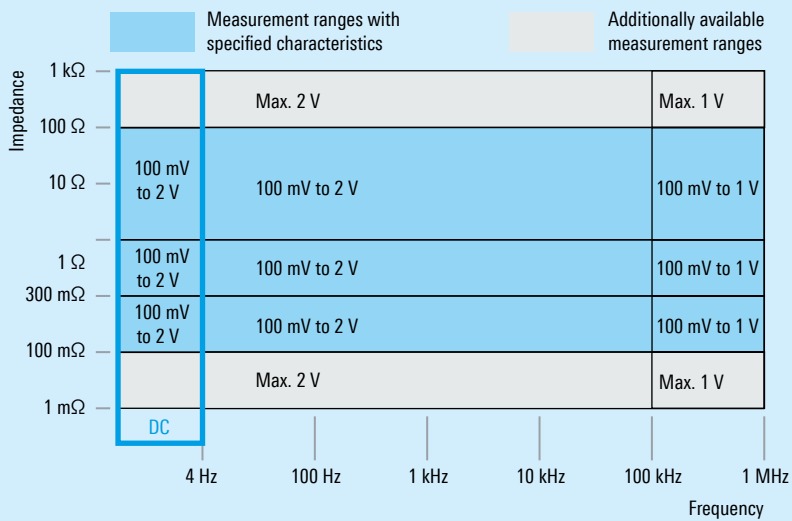 Measurement ranges with
specified characteristics
Additionally available
measurement ranges
Impedance
1 kΩ
Max. 2 V
Max. 1 V
100 Ω
100 mV
to 2 V
10 Ω
100 mV to 2 V
100 mV to 1 V
1 Ω
100 mV
to 2 V
100 mV to 2 V
100 mV to 1 V
300 mΩ
100 mV
to 2 V
100 mV to 2 V
100 mV to 1 V
100 mΩ
Max. 2 V
Max. 1 V
1 mΩ
DC
4 Hz
100 Hz
1 kHz
10 kHz
100 kHz
1 MHz
Frequency